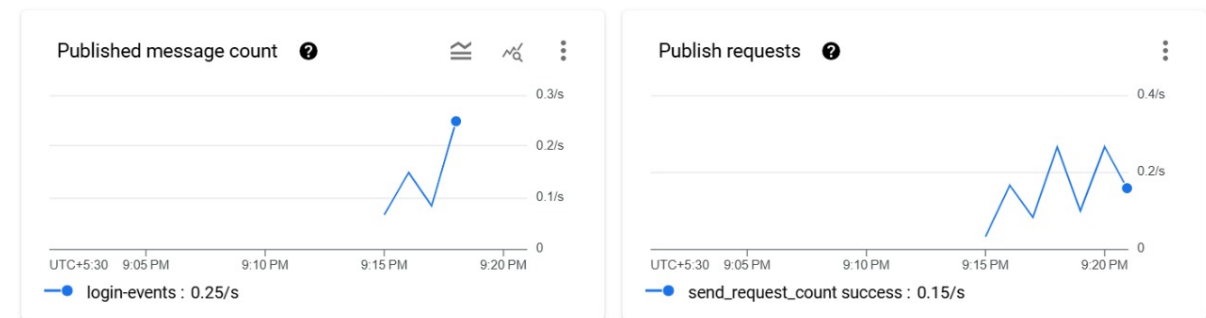 Published message count
0.3/s
0.2/s
0.1/s
0
UTC+5:30 9:05 PM 9:10 PM 9:15 PM 9:20 PM
login-events : 0.25/s
Publish requests
0.4/s
0.2/s
0
UTC+5:30 9:05 PM 9:10 PM 9:15 PM 9:20 PM
send_request_count success : 0.15/s